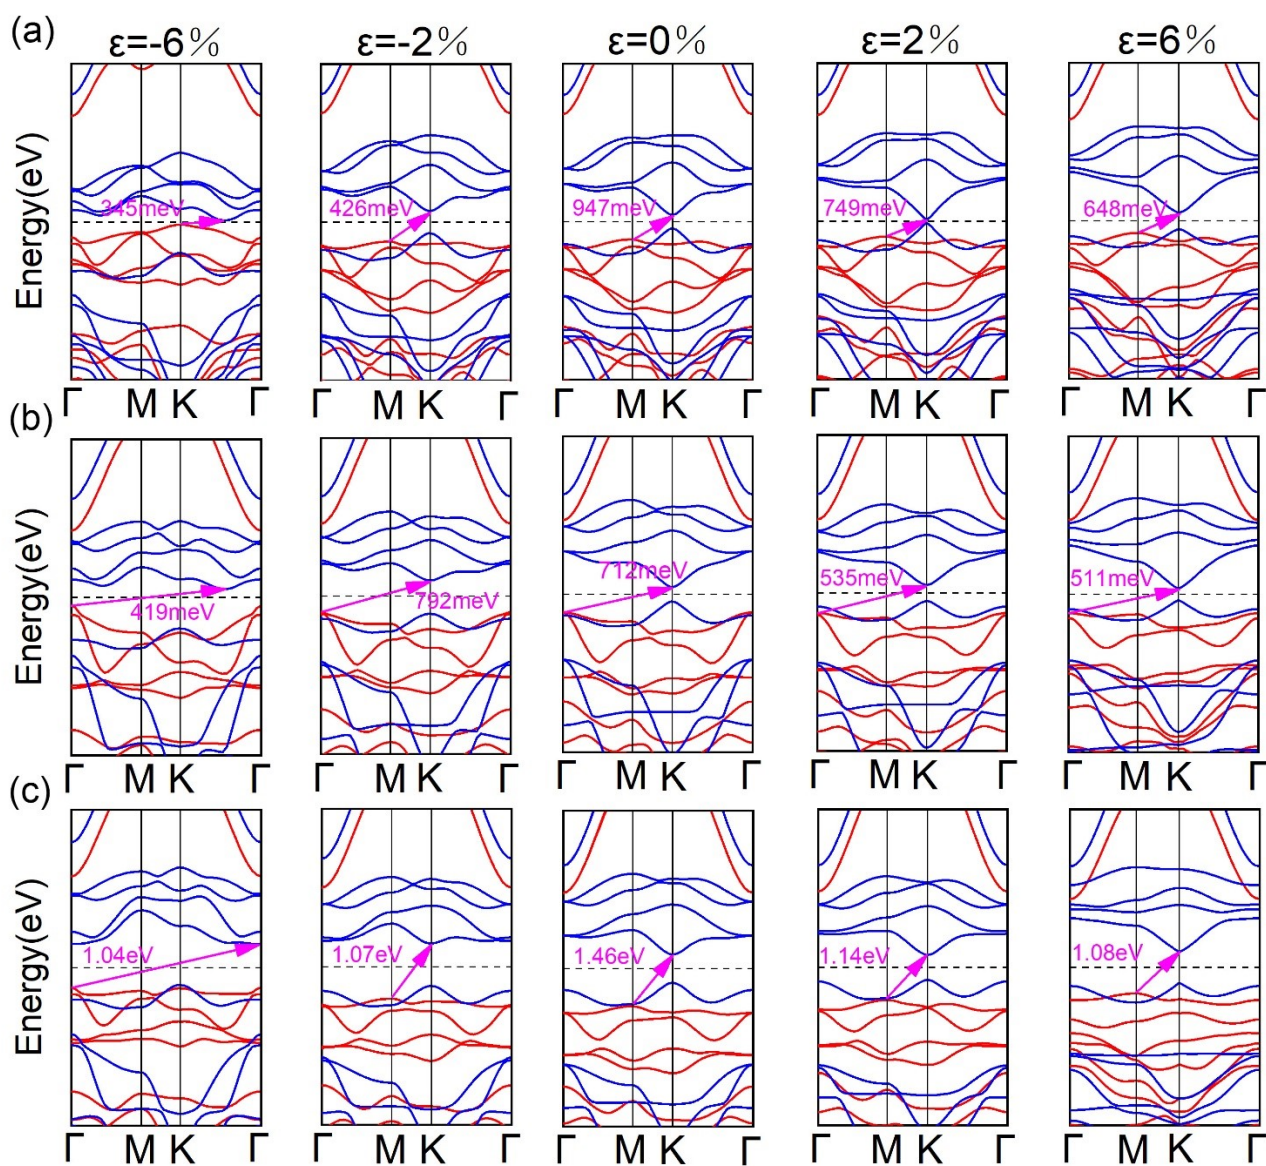 (a)
ε=-6% ε=-2% ε=0% ε=2% ε=6%
Energy(eV)
345meV 426meV 947meV 749meV 648meV
Γ M K Γ Γ M K Γ Γ M K Γ Γ M K Γ Γ M K Γ
(b)
Energy(eV)
419meV 792meV 712meV 535meV 511meV
Γ M K Γ Γ M K Γ Γ M K Γ Γ M K Γ Γ M K Γ
(c)
Energy(eV)
1.04eV 1.07eV 1.46eV 1.14eV 1.08eV
Γ M K Γ Γ M K Γ Γ M K Γ Γ M K Γ Γ M K Γ